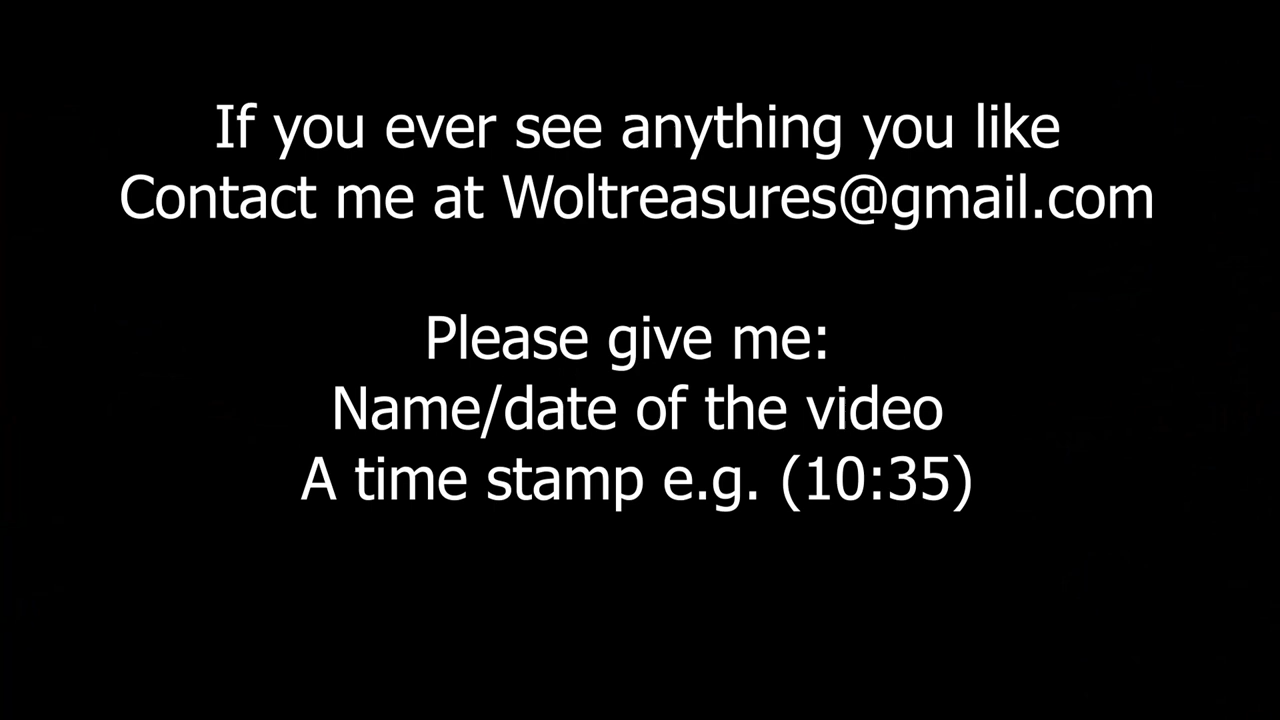 If you ever see anything you like
Contact me at Woltreasures@gmail.com
Please give me:
Name/date of the video
A time stamp e.g. (10:35)